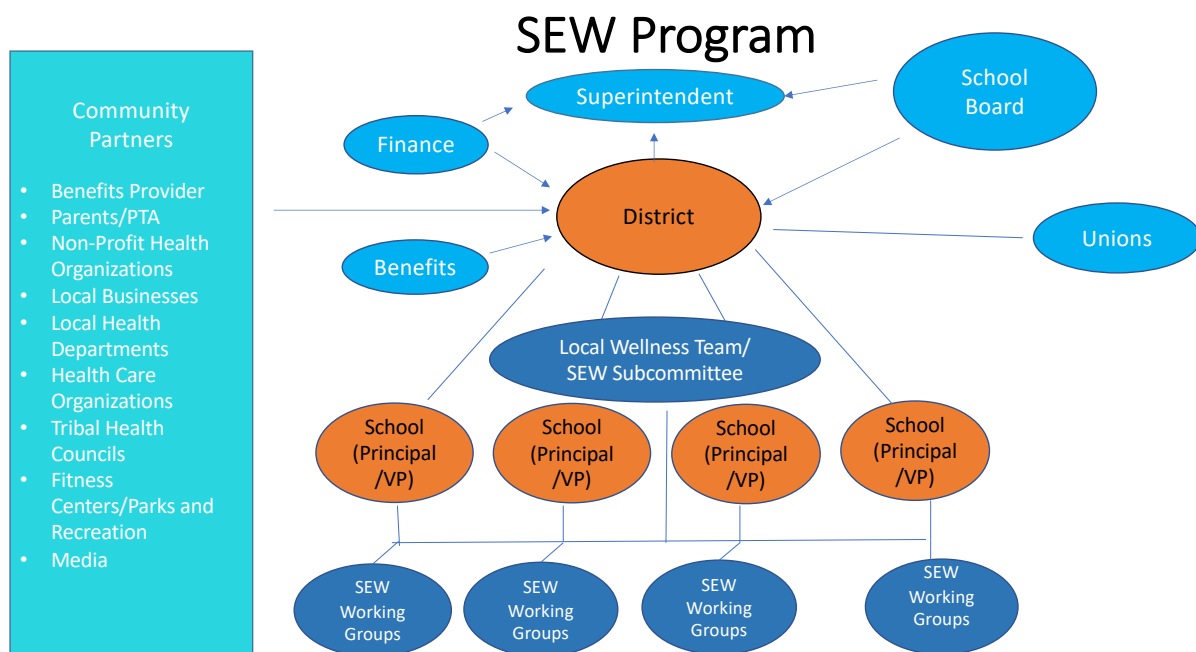 SEW Program
Community
Partners
• Benefits Provider
• Parents/PTA
• Non-Profit Health
Organizations
• Local Businesses
• Local Health
Departments
• Health Care
Organizations
• Tribal Health
Councils
• Fitness
Centers/Parks and
Recreation
• Media
Superintendent
School
Board
Finance
District
Benefits
Unions
Local Wellness Team/
SEW Subcommittee
School
(Principal
/VP)
School
(Principal
/VP)
School
(Principal
/VP)
School
(Principal
/VP)
SEW
Working
Groups
SEW
Working
Groups
SEW
Working
Groups
SEW
Working
Groups